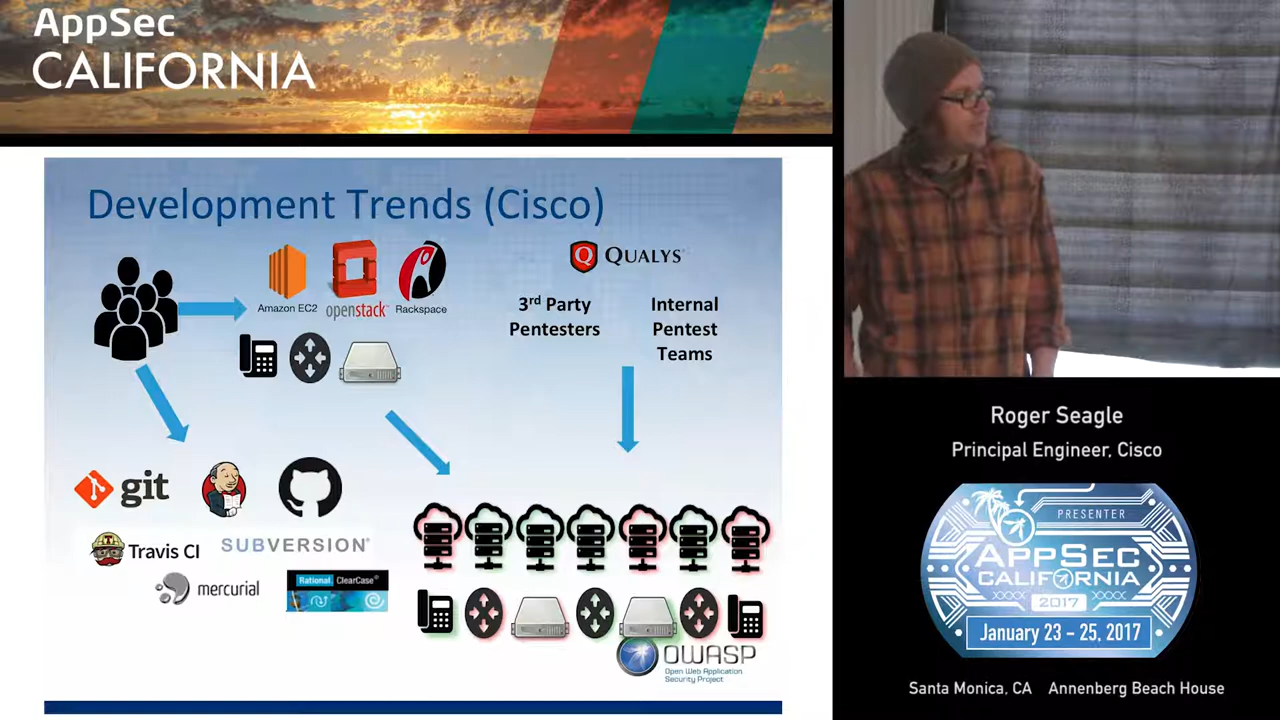 AppSec
CALIFORNIA
Development Trends (Cisco)
Amazon EC2
openstack™
Rackspace
QUALYS®
3rd Party
Pentesters
Internal
Pentest
Teams
git
Travis CI
SUBVERSION®
mercurial
Rational ClearCase®
OWASP
Open Web Application
Security Project
Roger Seagle
Principal Engineer, Cisco
PRESENTER
APPSEC
CALIFORNIA
2017
January 23 – 25, 2017
Santa Monica, CA Annenberg Beach House